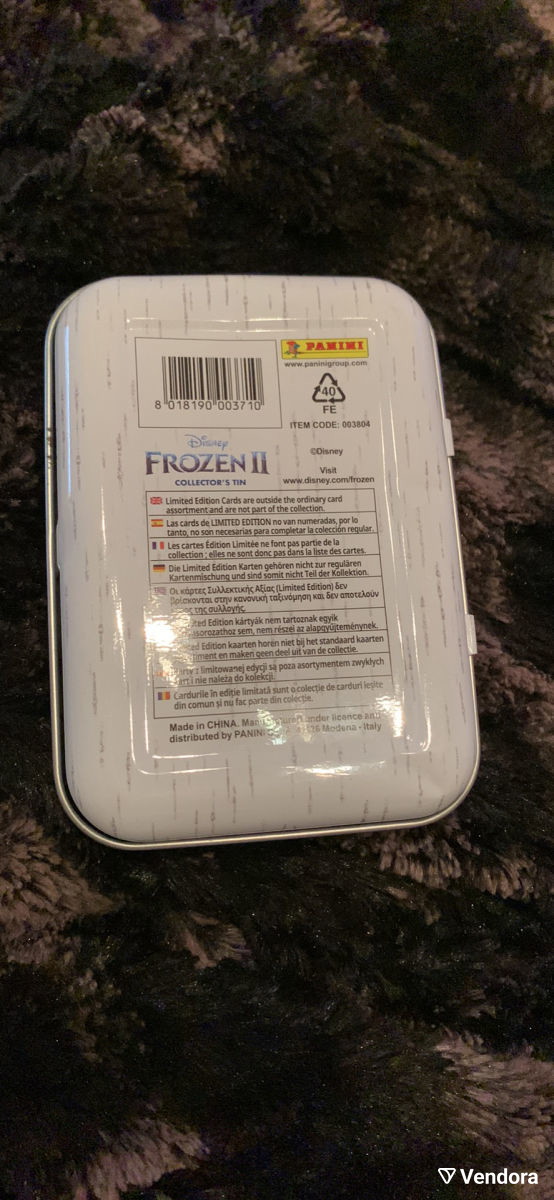 PANINI
www.paninigroup.com
8 018190 003710
40
FE
ITEM CODE: 003804
Disney
FROZEN II
COLLECTOR'S TIN
©Disney
Visit
www.disney.com/frozen
Limited Edition Cards are outside the ordinary card
assortment and are not part of the collection.
Las cards de LIMITED EDITION no van numeradas, por lo
tanto, no son necesarias para completar la colección regular.
Les cartes Édition Limitée ne font pas partie de la
collection ; elles ne sont donc pas dans la liste des cartes.
Die Limited Edition Karten gehören nicht zur regulären
Kartenmischung und sind somit nicht Teil der Kollektion.
Οι κάρτες Συλλεκτικής Αξίας (Limited Edition) δεν
βρίσκονται στην κανονική ταξινόμηση και δεν αποτελούν
της συλλογής.
Edition kártyák nem tartoznak egyik
sem, nem részei az alapgyűjteménynek.
Edition kaarten horen niet bij het standaard kaarten
en maken geen deel uit van de collectie.
z limitowanej edycji są poza asortymentem zwykłych
i nie należą do kolekcji.
Cardurile în ediție limitată sunt o colecție de carduri ieșite
din comun și nu fac parte din colecție.
Made in CHINA. Manufactured under licence and
distributed by PANINI Modena - Italy
Vendora